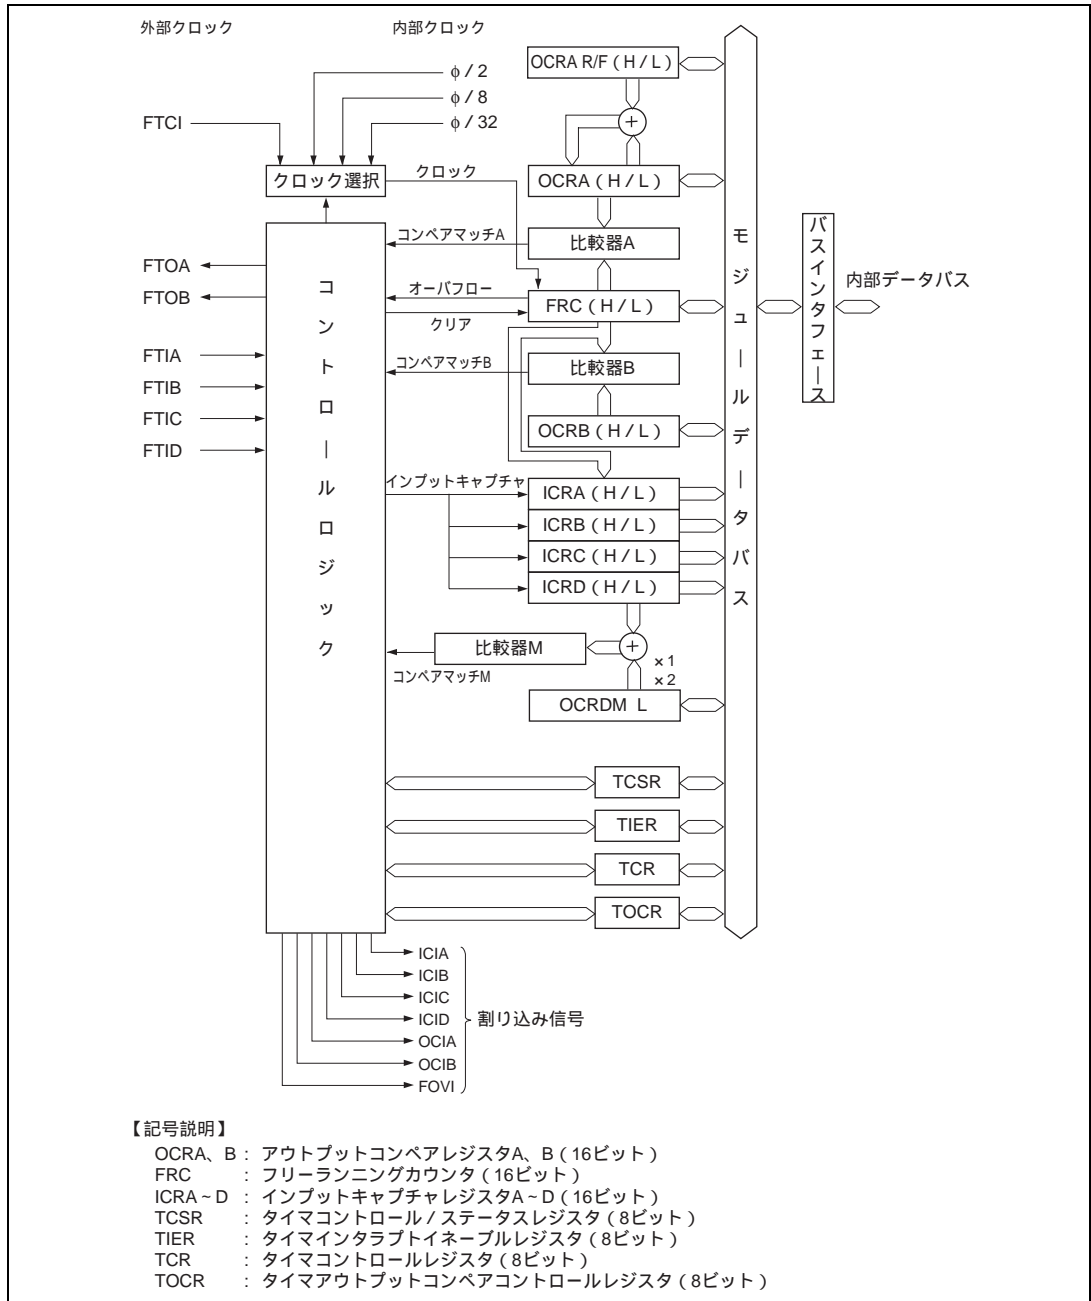 外部クロック
内部クロック
φ / 2
φ / 8
φ / 32
FTCI
クロック選択
クロック
OCRA R/F ( H / L )
+
OCRA ( H / L )
コンペアマッチA
比較器A
FTOA
FTOB
オーバフロー
FRC ( H / L )
クリア
FTIA
FTIB
FTIC
FTID
コンペアマッチB
比較器B
OCRB ( H / L )
コントロールロジック
インプットキャプチャ
ICRA ( H / L )
ICRB ( H / L )
ICRC ( H / L )
ICRD ( H / L )
比較器M
+
×1
×2
コンペアマッチM
OCRDM L
モジュールデータバス
バスインタフェース
内部データバス
TCSR
TIER
TCR
TOCR
ICIA
ICIB
ICIC
ICID
OCIA
OCIB
FOVI
割り込み信号
【記号説明】
OCRA、B : アウトプットコンペアレジスタA、B ( 16ビット )
FRC : フリーランニングカウンタ ( 16ビット )
ICRA ~ D : インプットキャプチャレジスタA ~ D ( 16ビット )
TCSR : タイマコントロール / ステータスレジスタ ( 8ビット )
TIER : タイマインタラプトイネーブルレジスタ ( 8ビット )
TCR : タイマコントロールレジスタ ( 8ビット )
TOCR : タイマアウトプットコンペアコントロールレジスタ ( 8ビット )